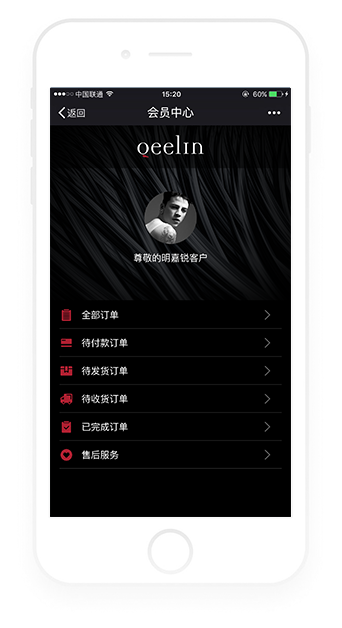 中国联通 15:20 60%
返回 会员中心
Qeelin
尊敬的明嘉锐客户
全部订单
待付款订单
待发货订单
待收货订单
已完成订单
售后服务